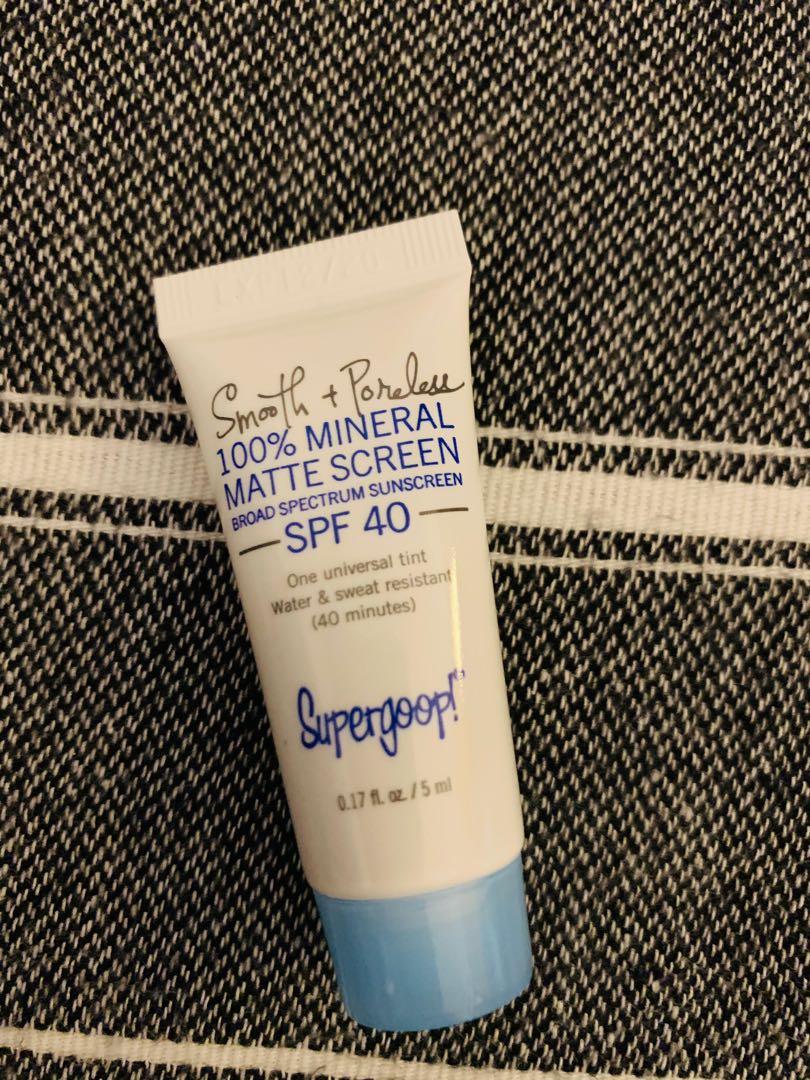 Smooth + Poreless
100% MINERAL
MATTE SCREEN
BROAD SPECTRUM SUNSCREEN
SPF 40
One universal tint
Water & sweat resistant
(40 minutes)
Supergoop!
0.17 fl. oz. / 5 ml